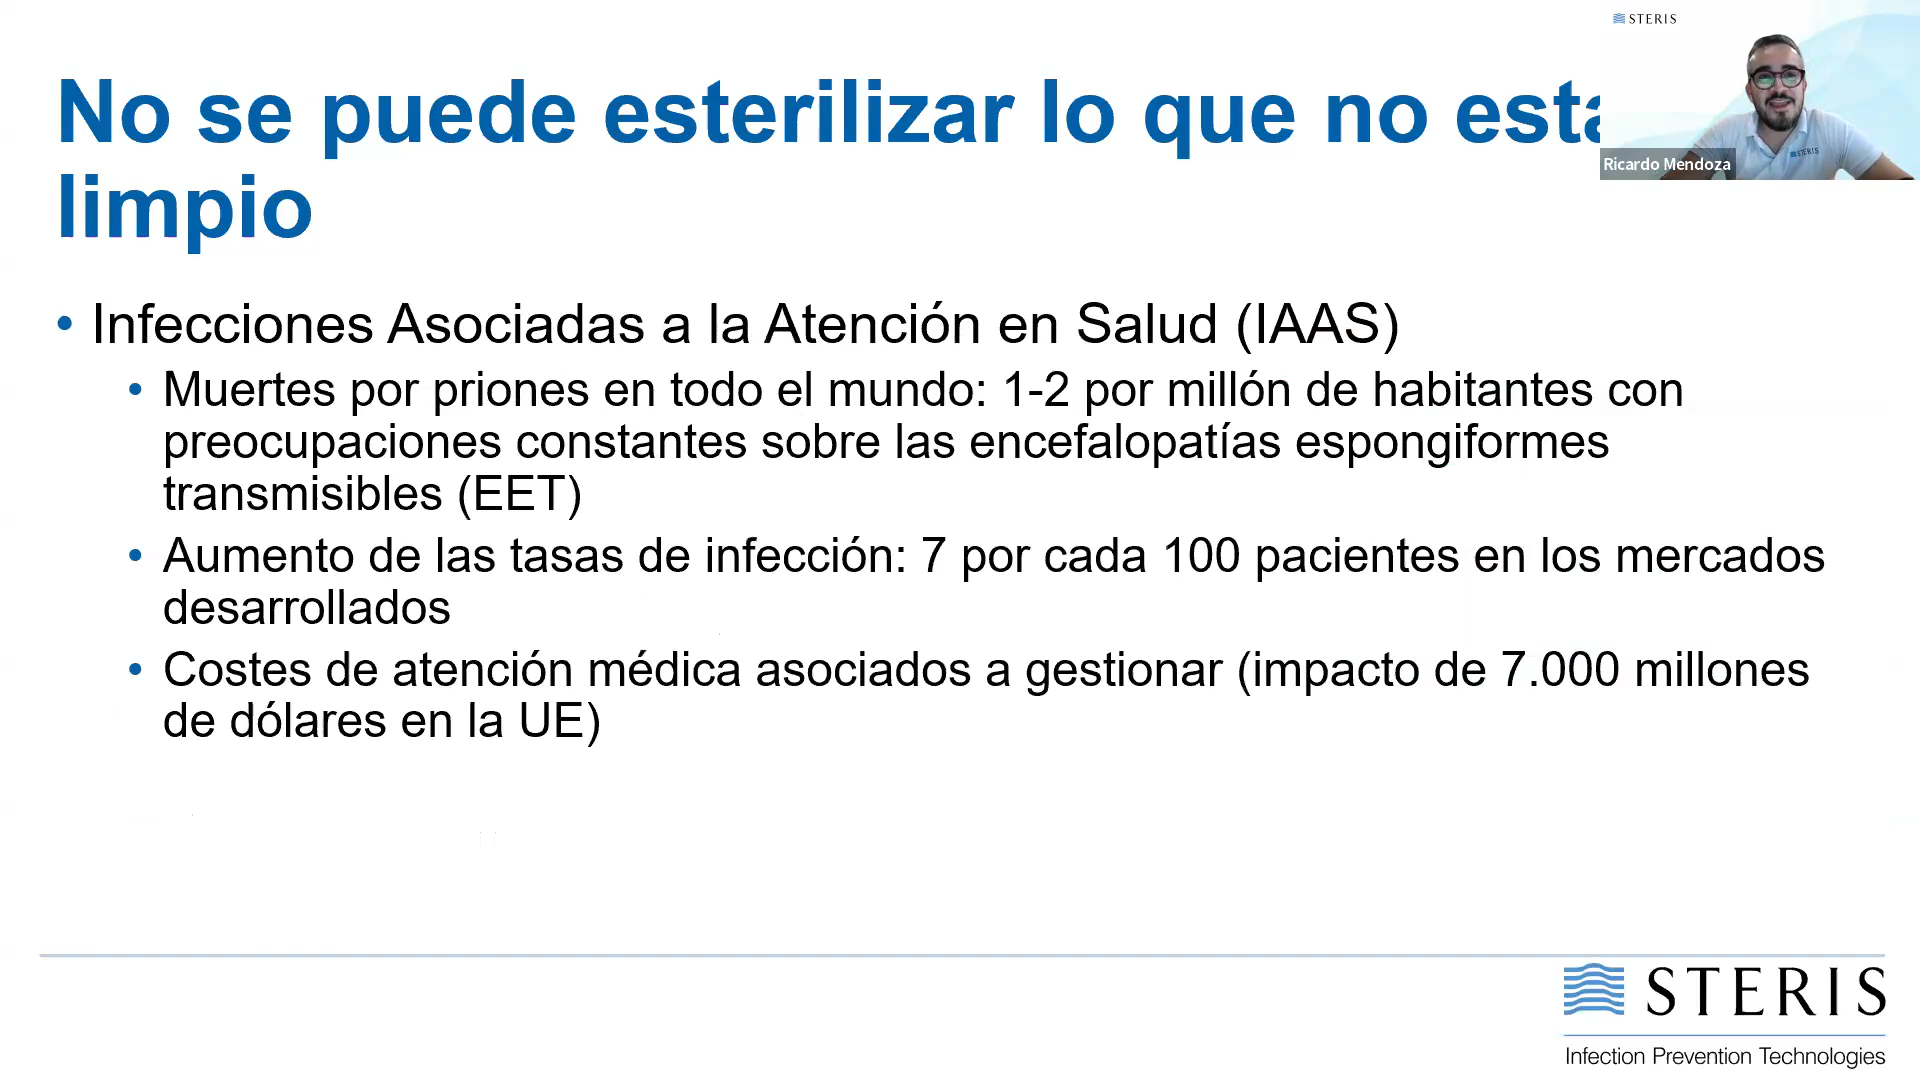 STERIS
No se puede esterilizar lo que no esta
limpio
Ricardo Mendoza
STERIS
• Infecciones Asociadas a la Atención en Salud (IAAS)
• Muertes por priones en todo el mundo: 1-2 por millón de habitantes con
preocupaciones constantes sobre las encefalopatías espongiformes
transmisibles (EET)
• Aumento de las tasas de infección: 7 por cada 100 pacientes en los mercados
desarrollados
• Costes de atención médica asociados a gestionar (impacto de 7.000 millones
de dólares en la UE)
STERIS
Infection Prevention Technologies